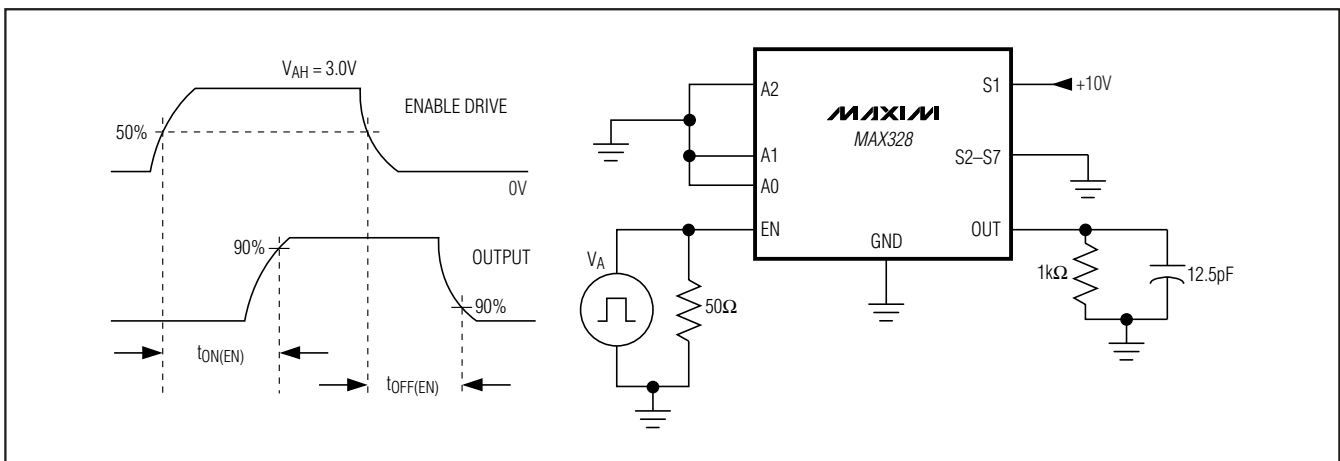 V_AH = 3.0V
ENABLE DRIVE
50%
0V
90%
OUTPUT
90%
t_ON(EN)
t_OFF(EN)
A2
A1
A0
EN
MAXIM
MAX328
GND
S1
+10V
S2–S7
OUT
V_A
50Ω
1kΩ
12.5pF